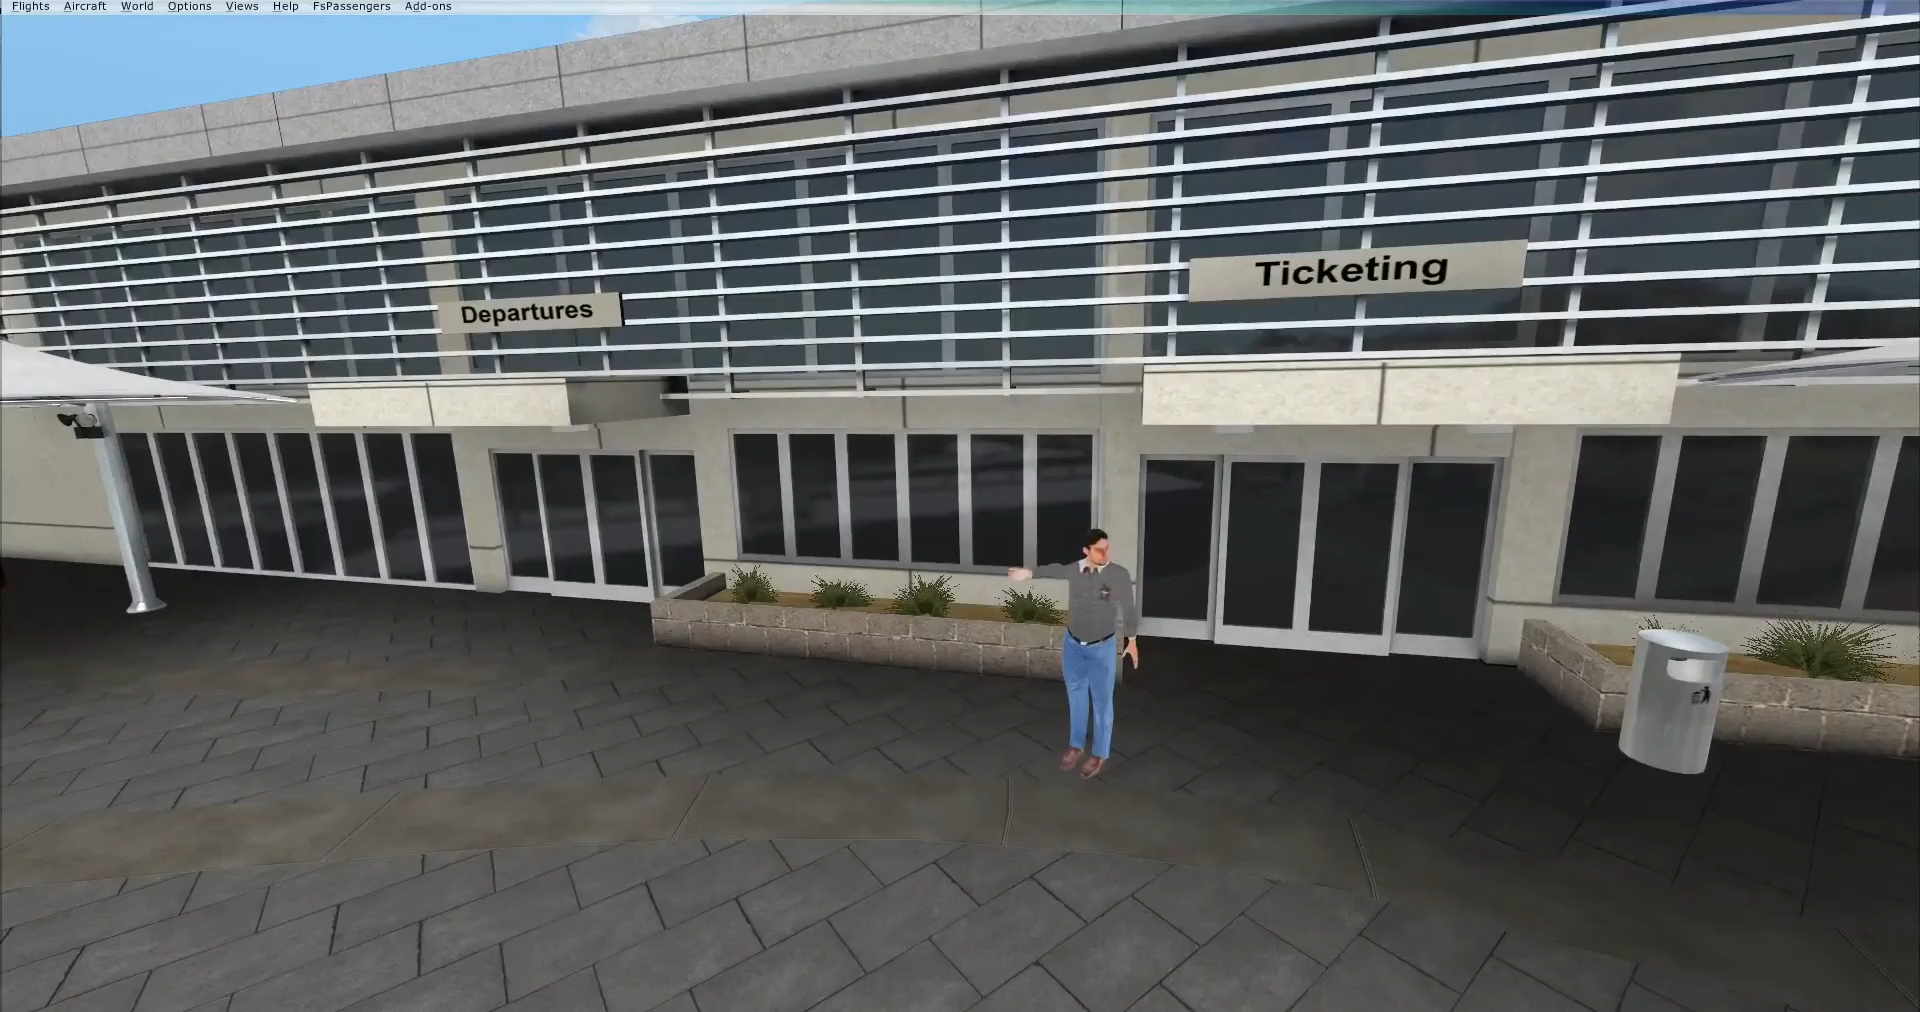 Flights Aircraft World Options Views Help FsPassengers Add-ons
Departures
Ticketing